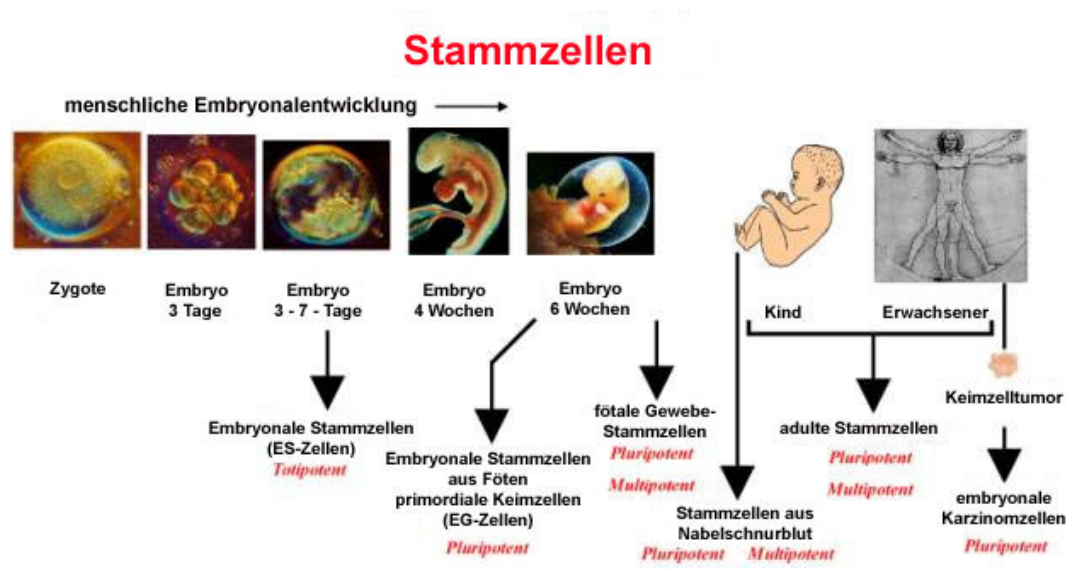 Stammzellen
menschliche Embryonalentwicklung
Zygote
Embryo
3 Tage
Embryo
3 - 7 - Tage
Embryo
4 Wochen
Embryo
6 Wochen
Kind
Erwachsener
Embryonale Stammzellen
(ES-Zellen)
Totipotent
Embryonale Stammzellen
aus Föten
primordiale Keimzellen
(EG-Zellen)
Pluripotent
fötale Gewebe-
Stammzellen
Pluripotent
Multipotent
Stammzellen aus
Nabelschnurblut
Pluripotent Multipotent
adulte Stammzellen
Pluripotent
Multipotent
Keimzelltumor
embryonale
Karzinomzellen
Pluripotent